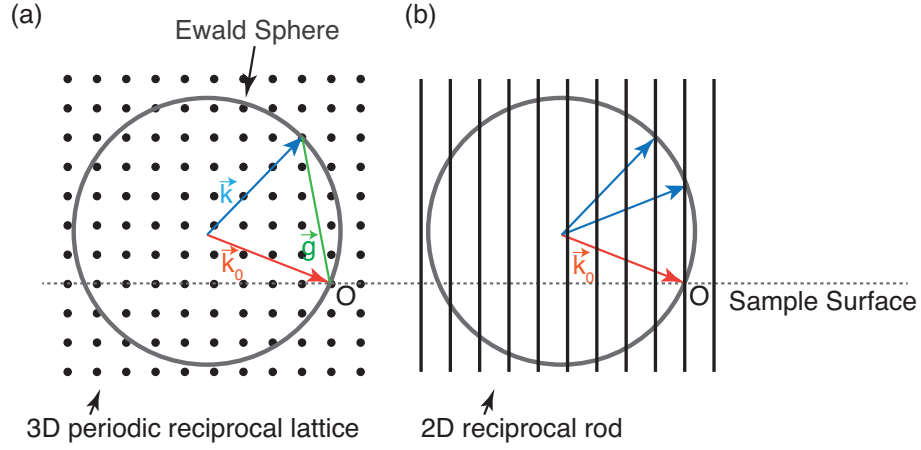 (a)
Ewald Sphere
k
k0
g
O
3D periodic reciprocal lattice
(b)
k0
O
Sample Surface
2D reciprocal rod